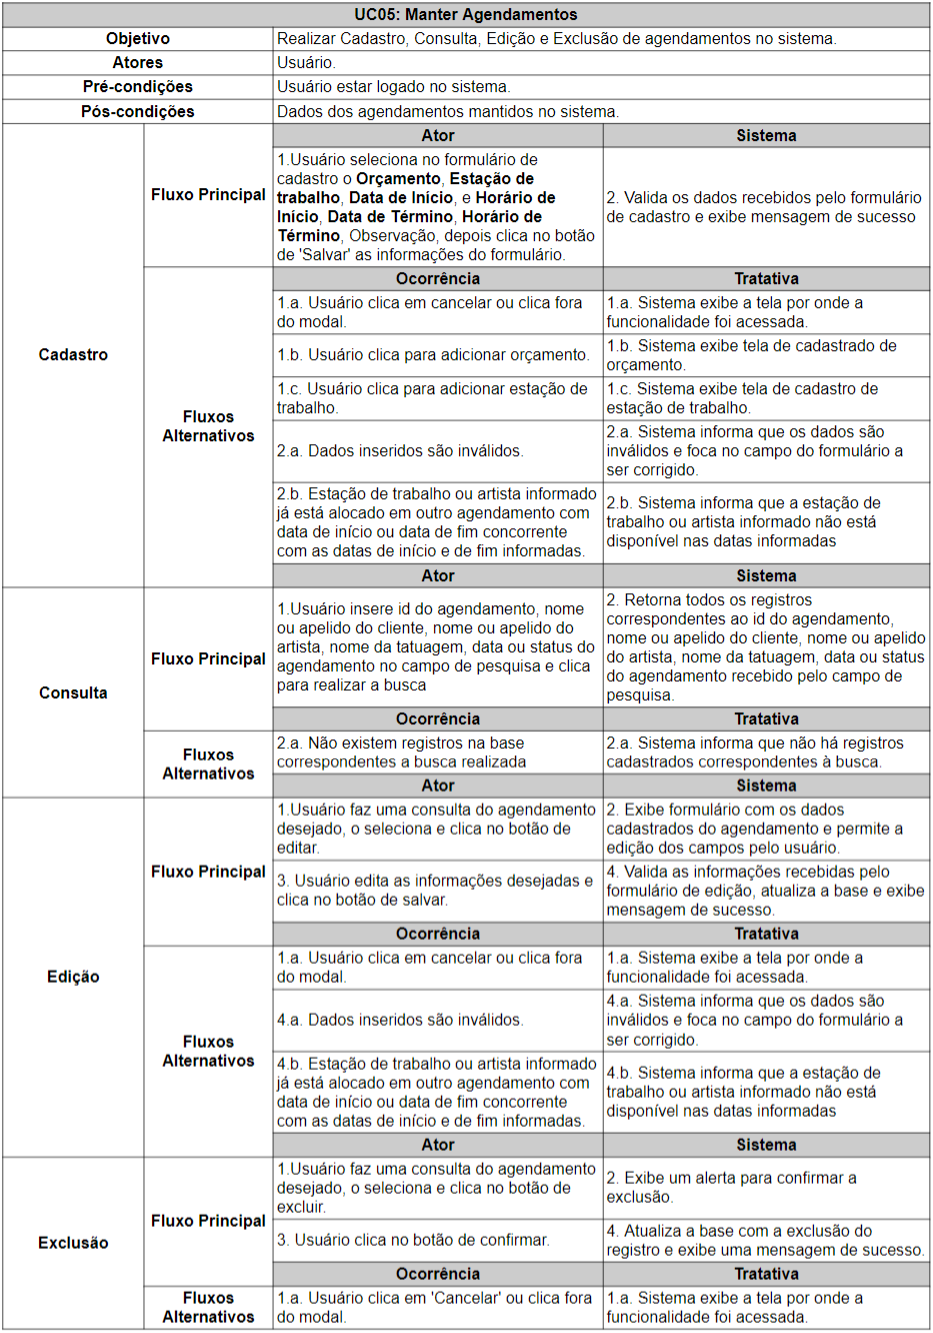 UC05: Manter Agendamentos
Objetivo
Realizar Cadastro, Consulta, Edição e Exclusão de agendamentos no sistema.
Atores
Usuário.
Pré-condições
Usuário estar logado no sistema.
Pós-condições
Dados dos agendamentos mantidos no sistema.
Cadastro
Fluxo Principal
Ator
Sistema
1.Usuário seleciona no formulário de
cadastro o Orçamento, Estação de
trabalho, Data de Início, e Horário de
Início, Data de Término, Horário de
Término, Observação, depois clica no botão
de 'Salvar' as informações do formulário.
2. Valida os dados recebidos pelo formulário
de cadastro e exibe mensagem de sucesso
Fluxos
Alternativos
Ocorrência
Tratativa
1.a. Usuário clica em cancelar ou clica fora
do modal.
1.a. Sistema exibe a tela por onde a
funcionalidade foi acessada.
1.b. Usuário clica para adicionar orçamento.
1.b. Sistema exibe tela de cadastrado de
orçamento.
1.c. Usuário clica para adicionar estação de
trabalho.
1.c. Sistema exibe tela de cadastro de
estação de trabalho.
2.a. Dados inseridos são inválidos.
2.a. Sistema informa que os dados são
inválidos e foca no campo do formulário a
ser corrigido.
2.b. Estação de trabalho ou artista informado
já está alocado em outro agendamento com
data de início ou data de fim concorrente
com as datas de início e de fim informadas.
2.b. Sistema informa que a estação de
trabalho ou artista informado não está
disponível nas datas informadas
Consulta
Fluxo Principal
Ator
Sistema
1.Usuário insere id do agendamento, nome
ou apelido do cliente, nome ou apelido do
artista, nome da tatuagem, data ou status do
agendamento no campo de pesquisa e clica
para realizar a busca
2. Retorna todos os registros
correspondentes ao id do agendamento,
nome ou apelido do cliente, nome ou apelido
do artista, nome da tatuagem, data ou status
do agendamento recebido pelo campo de
pesquisa.
Ocorrência
Tratativa
Fluxos
Alternativos
2.a. Não existem registros na base
correspondentes a busca realizada
2.a. Sistema informa que não há registros
cadastrados correspondentes à busca.
Edição
Fluxo Principal
Ator
Sistema
1.Usuário faz uma consulta do agendamento
desejado, o seleciona e clica no botão de
editar.
2. Exibe formulário com os dados
cadastrados do agendamento e permite a
edição dos campos pelo usuário.
3. Usuário edita as informações desejadas e
clica no botão de salvar.
4. Valida as informações recebidas pelo
formulário de edição, atualiza a base e exibe
mensagem de sucesso.
Ocorrência
Tratativa
Fluxos
Alternativos
1.a. Usuário clica em cancelar ou clica fora
do modal.
1.a. Sistema exibe a tela por onde a
funcionalidade foi acessada.
4.a. Dados inseridos são inválidos.
4.a. Sistema informa que os dados são
inválidos e foca no campo do formulário a
ser corrigido.
4.b. Estação de trabalho ou artista informado
já está alocado em outro agendamento com
data de início ou data de fim concorrente
com as datas de início e de fim informadas.
4.b. Sistema informa que a estação de
trabalho ou artista informado não está
disponível nas datas informadas
Exclusão
Fluxo Principal
Ator
Sistema
1.Usuário faz uma consulta do agendamento
desejado, o seleciona e clica no botão de
excluir.
2. Exibe um alerta para confirmar a
exclusão.
3. Usuário clica no botão de confirmar.
4. Atualiza a base com a exclusão do
registro e exibe uma mensagem de sucesso.
Ocorrência
Tratativa
Fluxos
Alternativos
1.a. Usuário clica em 'Cancelar' ou clica fora
do modal.
1.a. Sistema exibe a tela por onde a
funcionalidade foi acessada.